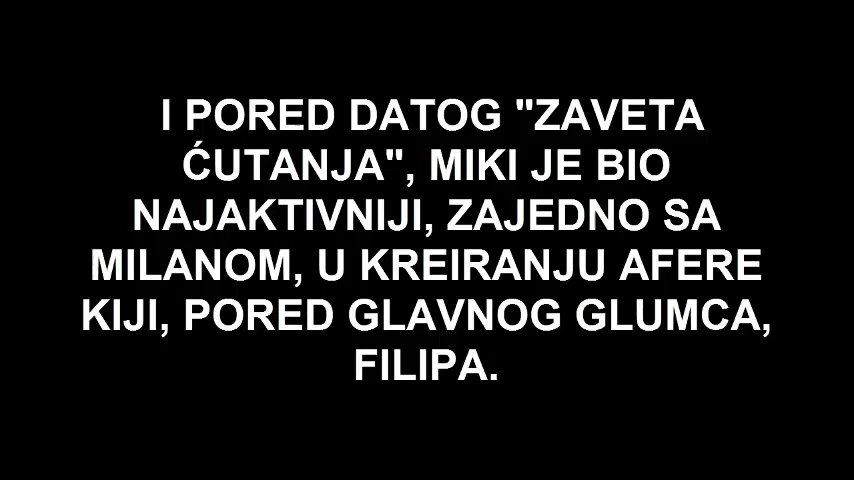 I PORED DATOG "ZAVETA
ĆUTANJA", MIKI JE BIO
NAJAKTIVNIJI, ZAJEDNO SA
MILANOM, U KREIRANJU AFERE
KIJI, PORED GLAVNOG GLUMCA,
FILIPA.